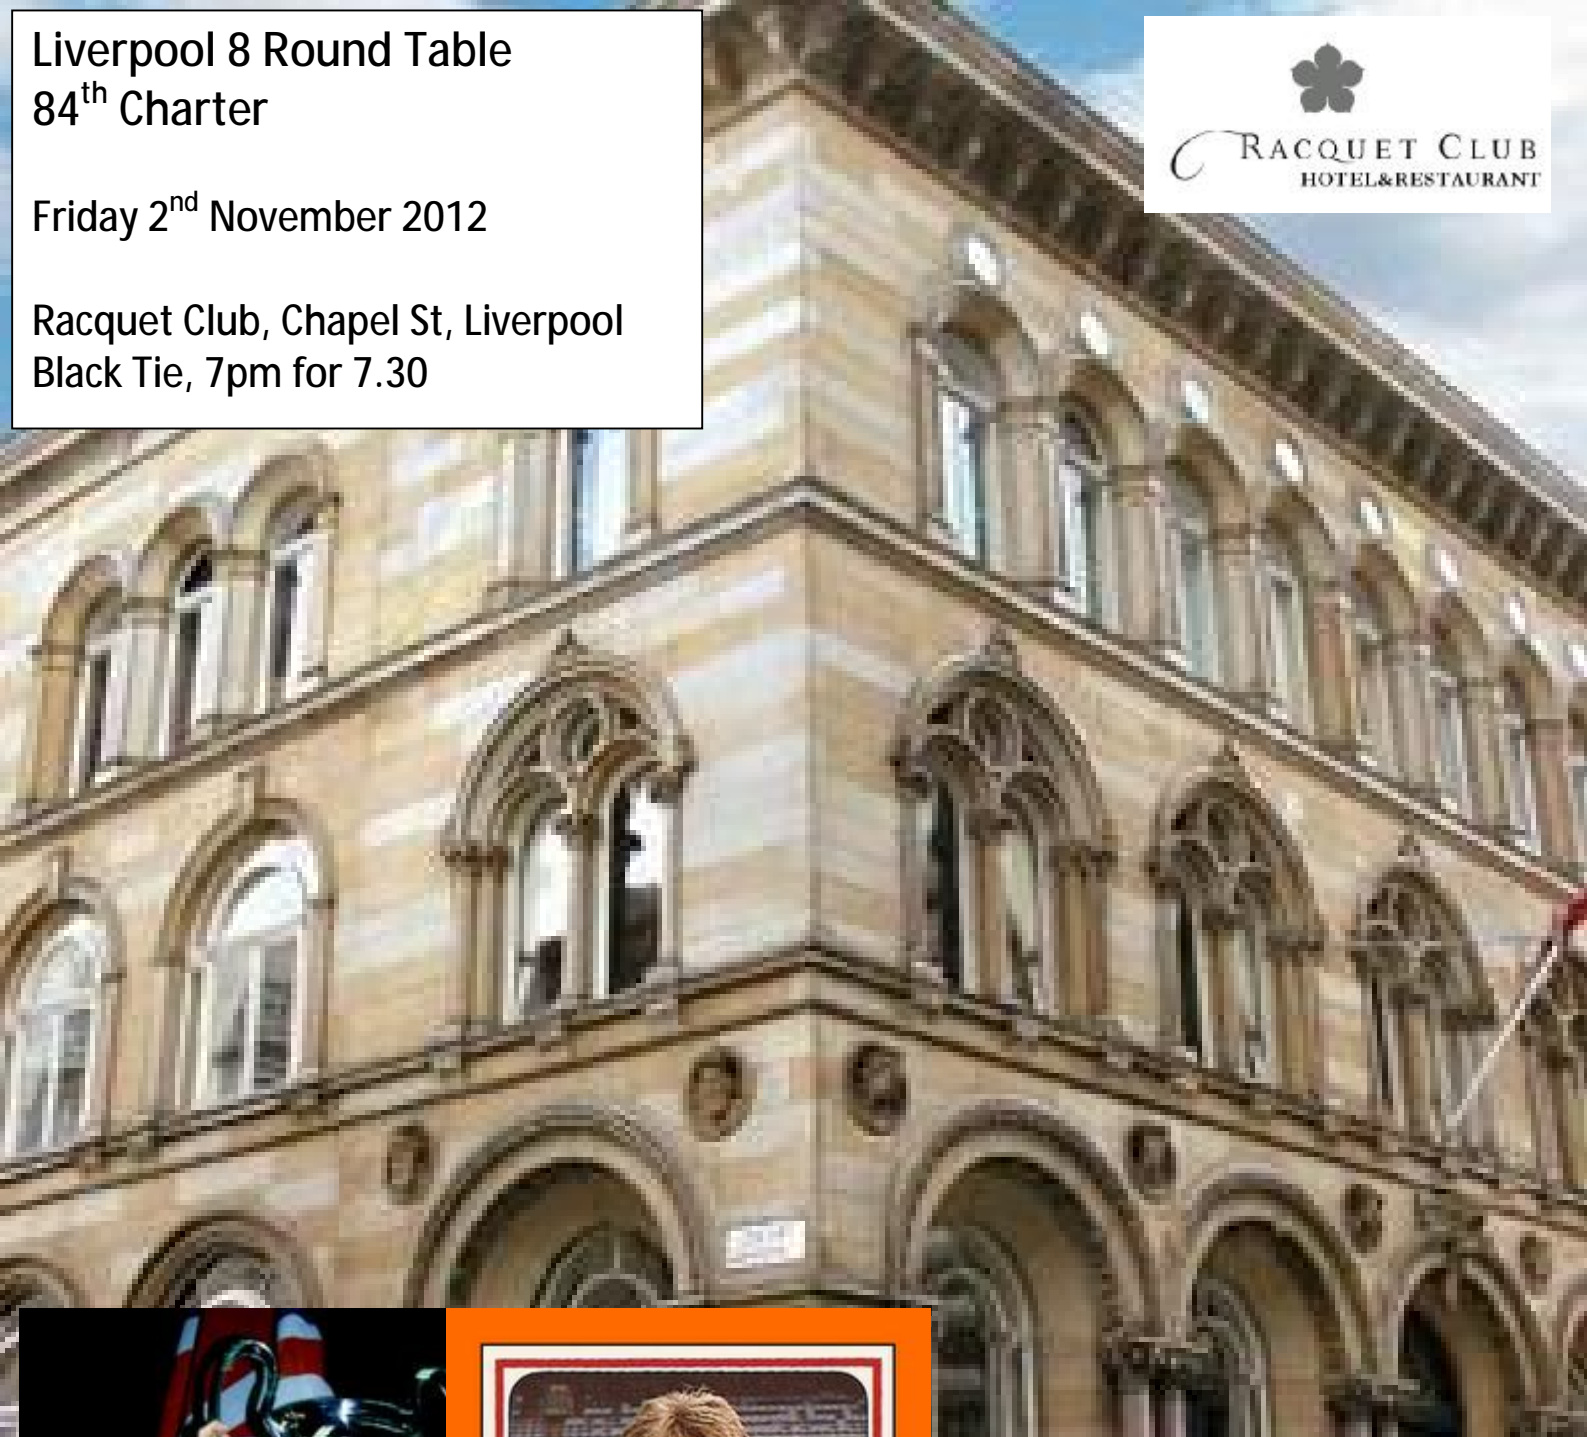 Liverpool 8 Round Table
84th Charter
Friday 2nd November 2012
Racquet Club, Chapel St, Liverpool
Black Tie, 7pm for 7.30
RACQUET CLUB
HOTEL&RESTAURANT